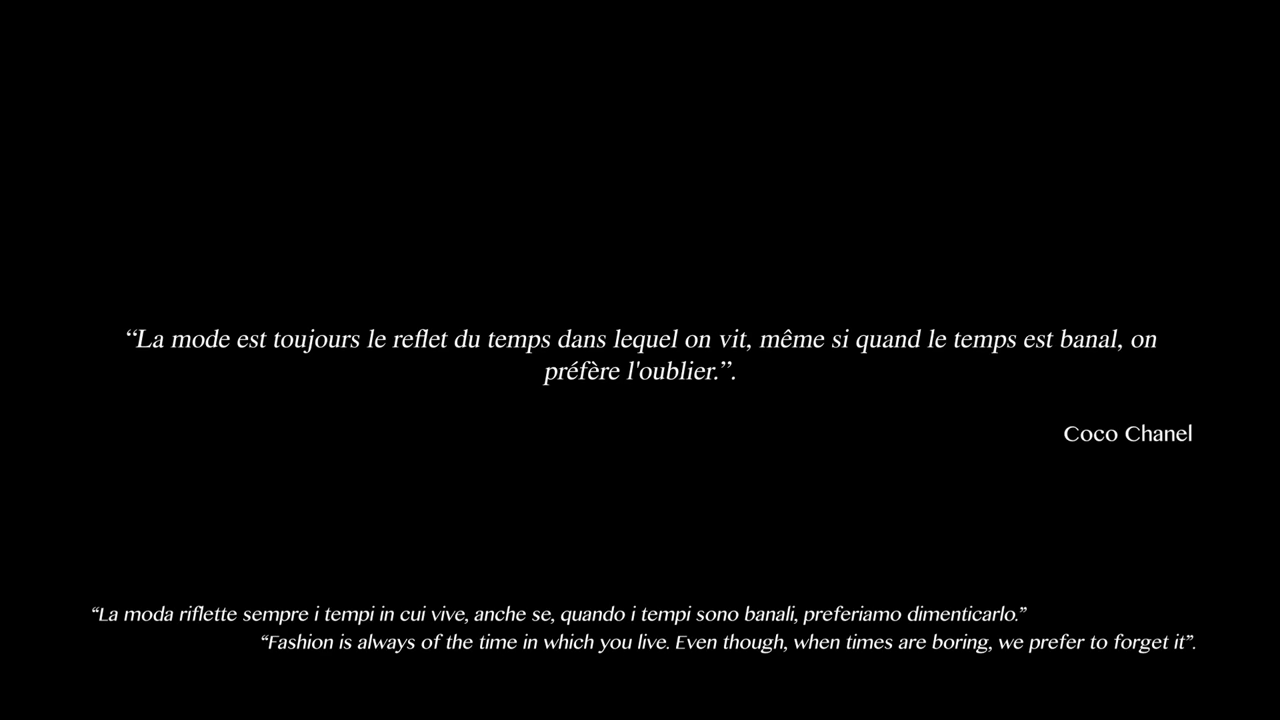 “La mode est toujours le reflet du temps dans lequel on vit, même si quand le temps est banal, on
préfère l'oublier.”.
Coco Chanel
“La moda riflette sempre i tempi in cui vive, anche se, quando i tempi sono banali, preferiamo dimenticarlo.”
“Fashion is always of the time in which you live. Even though, when times are boring, we prefer to forget it”.